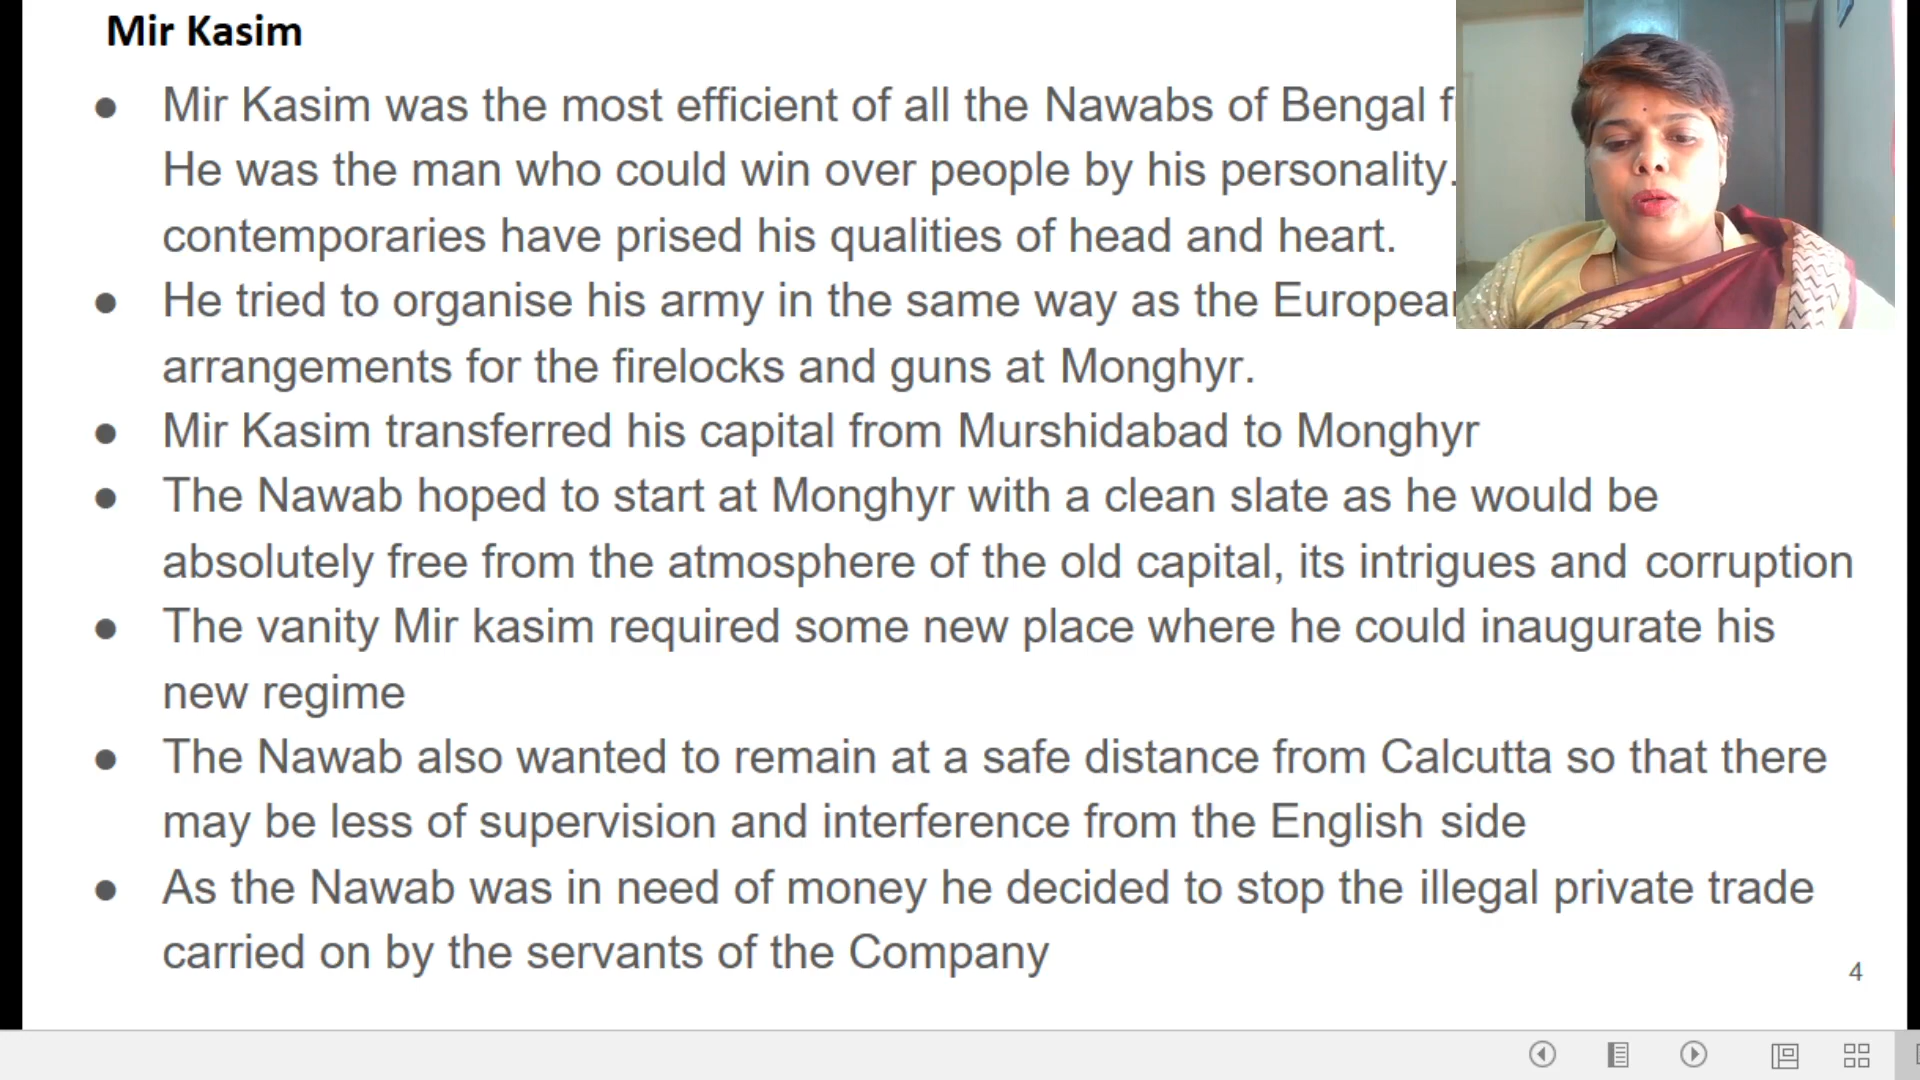 Mir Kasim
● Mir Kasim was the most efficient of all the Nawabs of Bengal
He was the man who could win over people by his personality.
contemporaries have prised his qualities of head and heart.
● He tried to organise his army in the same way as the
arrangements for the firelocks and guns at Monghyr.
● Mir Kasim transferred his capital from Murshidabad to Monghyr
● The Nawab hoped to start at Monghyr with a clean slate as he would be
absolutely free from the atmosphere of the old capital, its intrigues and corruption
● The vanity Mir kasim required some new place where he could inaugurate his
new regime
● The Nawab also wanted to remain at a safe distance from Calcutta so that there
may be less of supervision and interference from the English side
● As the Nawab was in need of money he decided to stop the illegal private trade
carried on by the servants of the Company
4